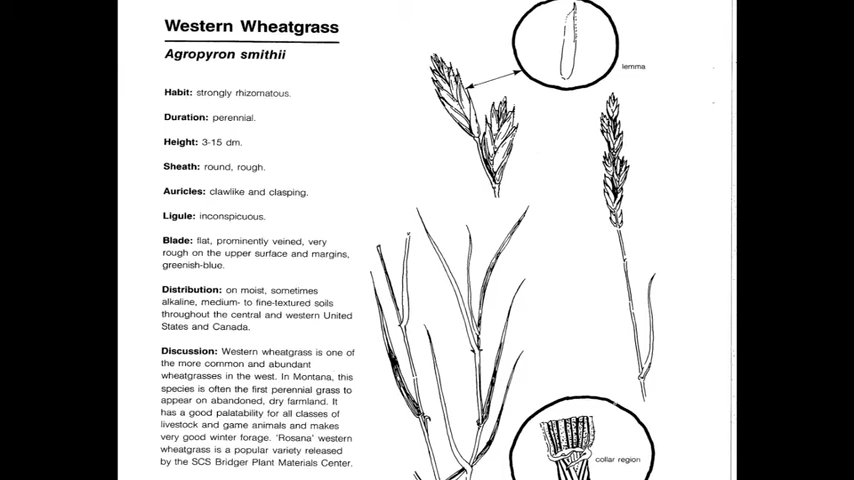 Western Wheatgrass
Agropyron smithii
lemma
Habit: strongly rhizomatous.
Duration: perennial.
Height: 3-15 dm.
Sheath: round, rough.
Auricles: clawlike and clasping.
Ligule: inconspicuous.
Blade: flat, prominently veined, very
rough on the upper surface and margins,
greenish-blue.
Distribution: on moist, sometimes
alkaline, medium- to fine-textured soils
throughout the central and western United
States and Canada.
Discussion: Western wheatgrass is one of
the more common and abundant
wheatgrasses in the west. In Montana, this
species is often the first perennial grass to
appear on abandoned, dry farmland. It
has a good palatability for all classes of
livestock and game animals and makes
very good winter forage. 'Rosana' western
wheatgrass is a popular variety released
by the SCS Bridger Plant Materials Center.
collar region